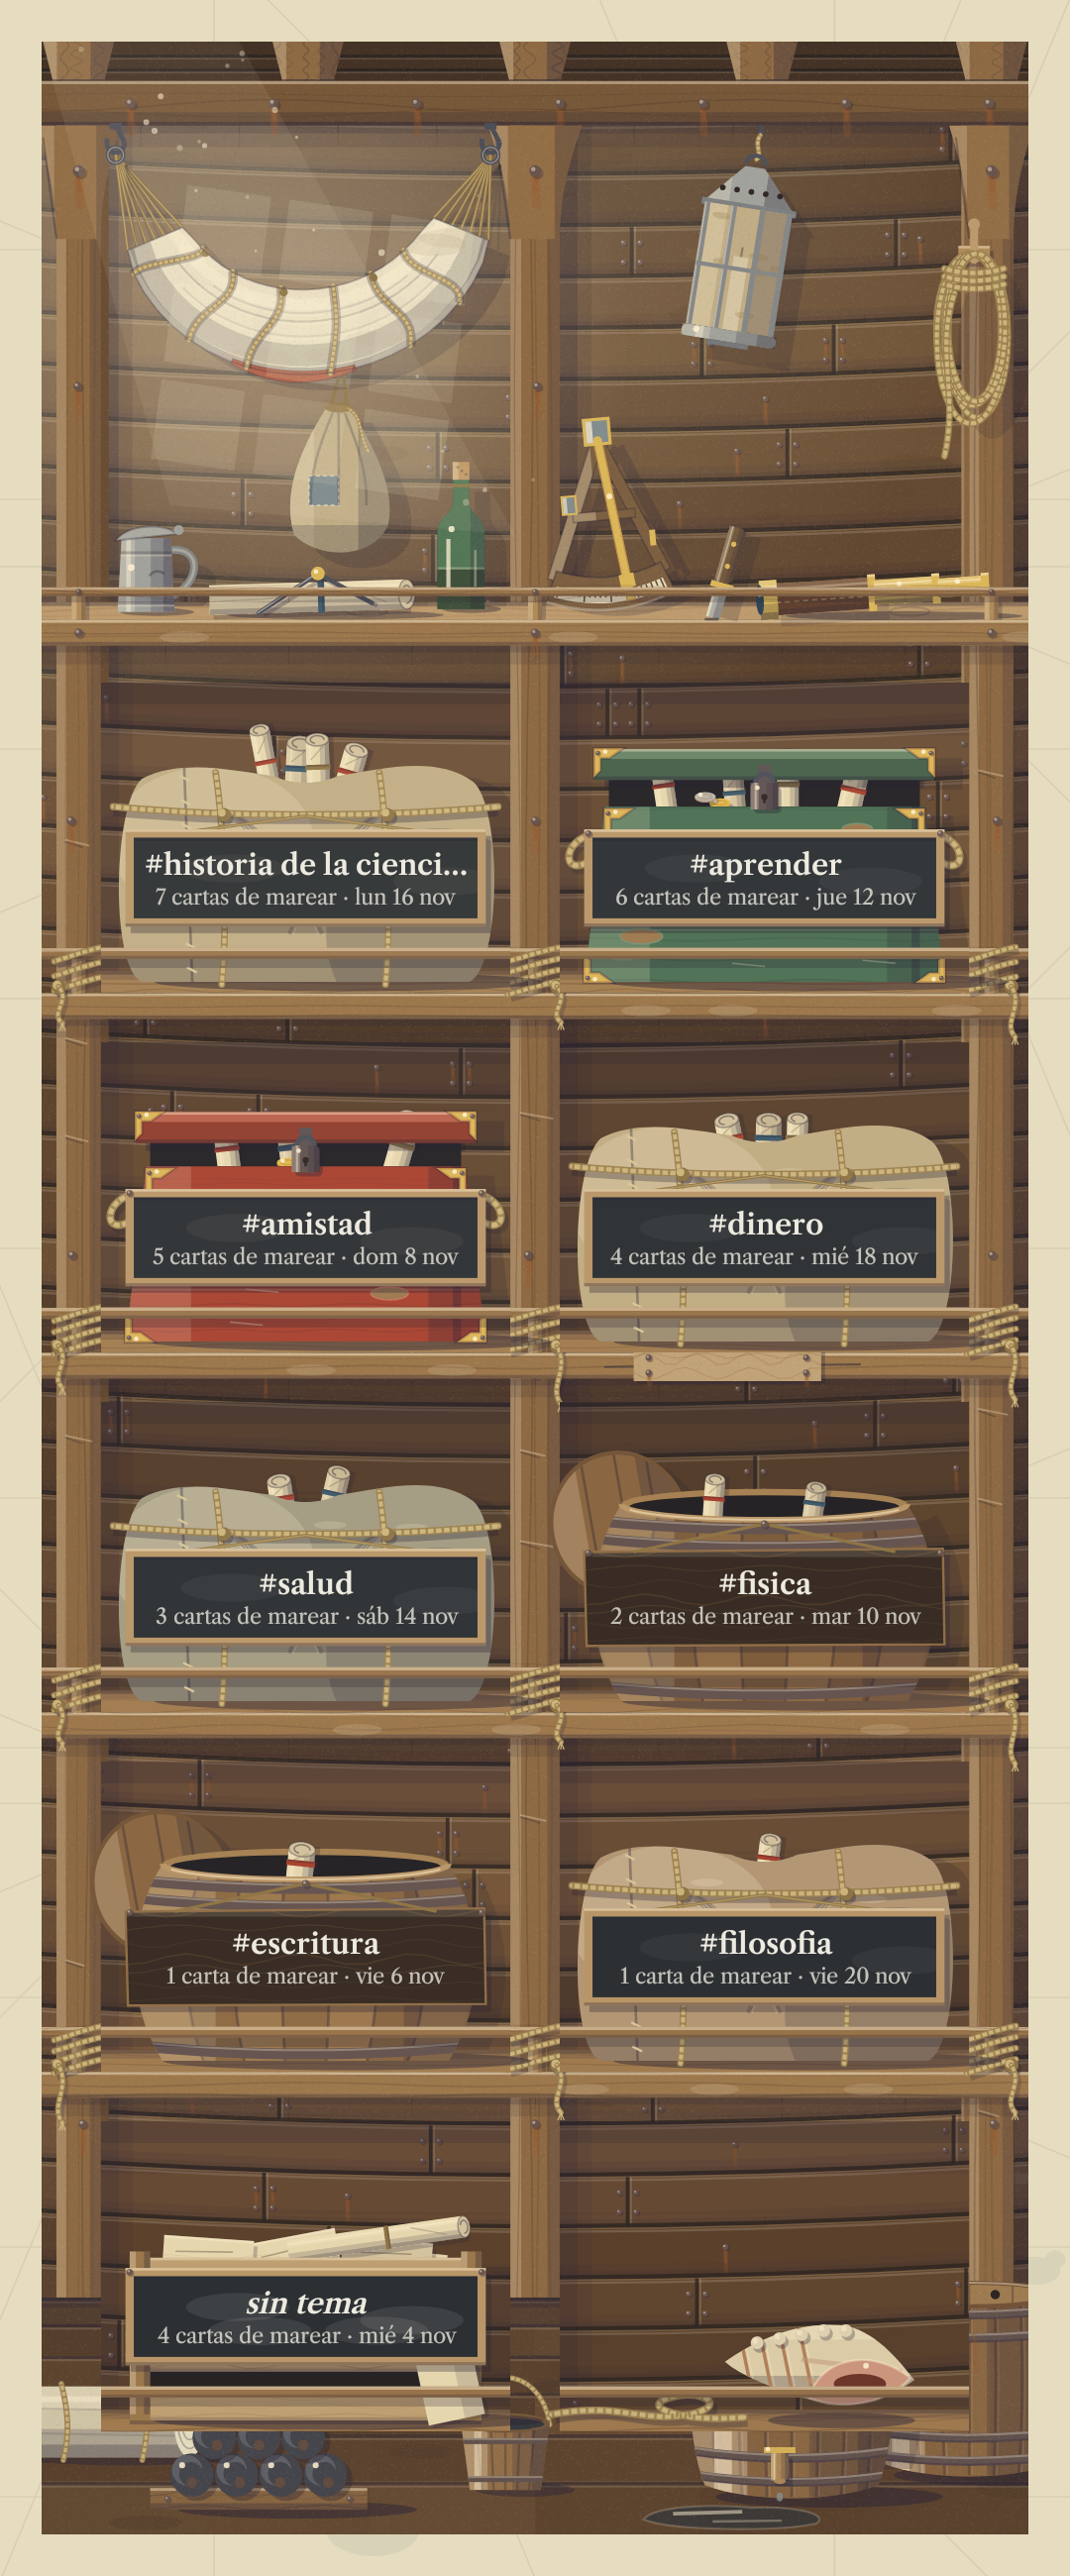 #historia de la cienci...
7 cartas de marear · lun 16 nov
#aprender
6 cartas de marear · jue 12 nov
#amistad
5 cartas de marear · dom 8 nov
#dinero
4 cartas de marear · mié 18 nov
#salud
3 cartas de marear · sáb 14 nov
#fisica
2 cartas de marear · mar 10 nov
#escritura
1 carta de marear · vie 6 nov
#filosofia
1 carta de marear · vie 20 nov
sin tema
4 cartas de marear · mié 4 nov